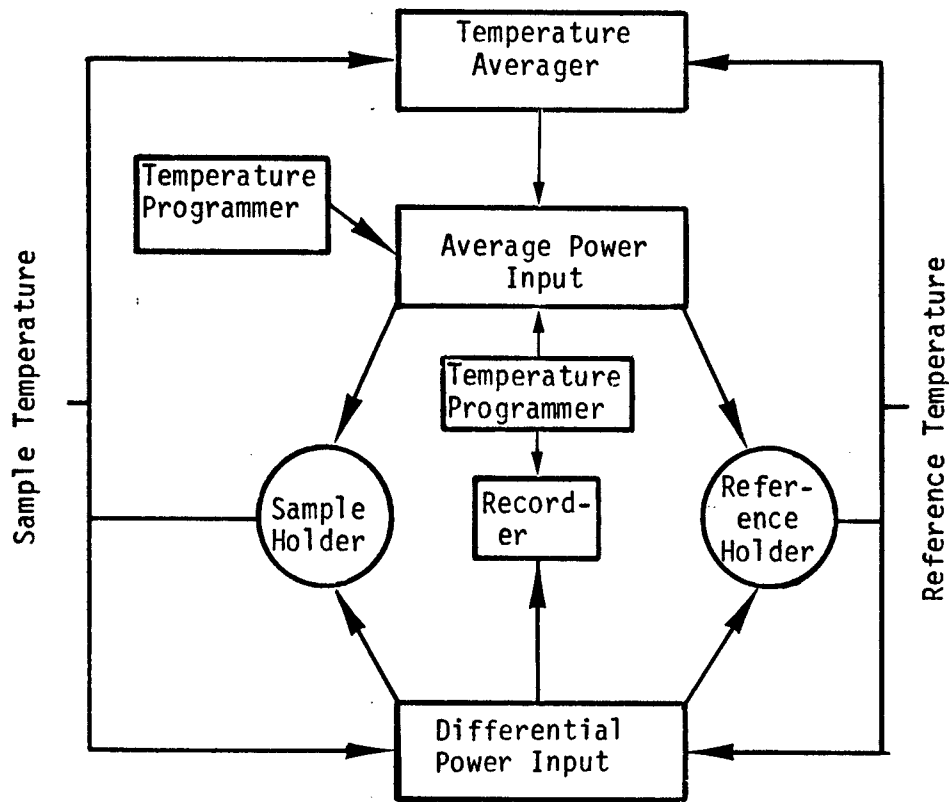 Temperature
Averager
Temperature
Programmer
Average Power
Input
Temperature
Programmer
Sample Temperature
Reference Temperature
Sample
Holder
Record-
er
Refer-
ence
Holder
Differential
Power Input